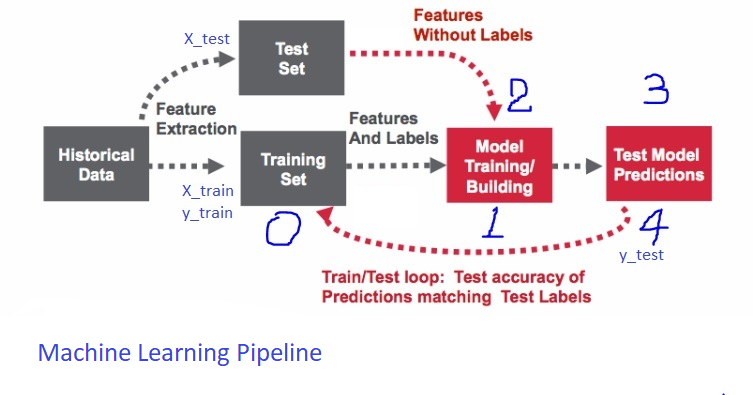 Features
Without Labels
X_test
Test
Set
2
3
Feature
Extraction
Features
And Labels
Historical
Data
Training
Set
Model
Training/
Building
Test Model
Predictions
X_train
y_train
0
1
4
y_test
Train/Test loop: Test accuracy of
Predictions matching Test Labels
Machine Learning Pipeline